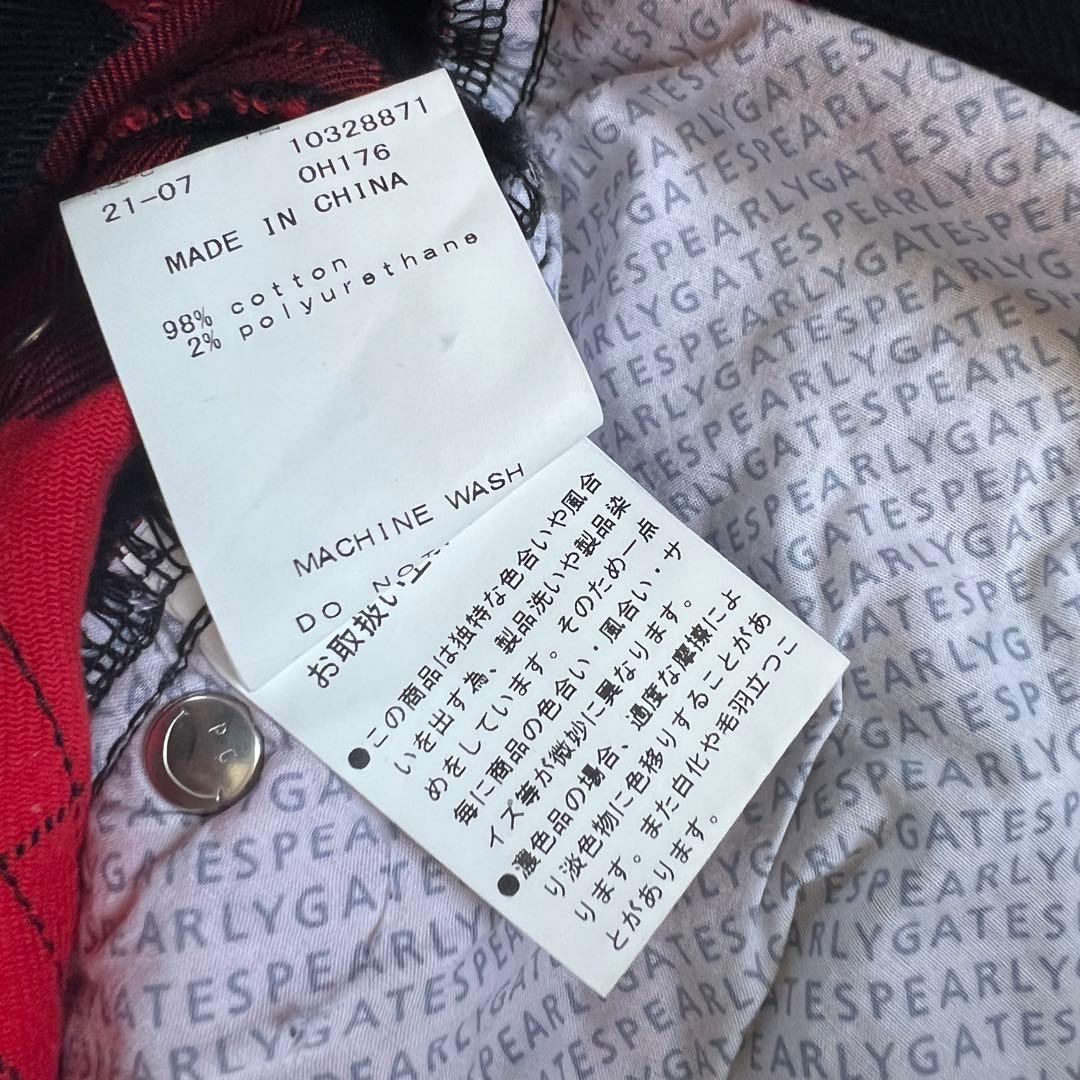 10328871
21-07
OH176
MADE IN CHINA
98% cotton
2% polyurethane
MACHINE WASH
DO NO
お取扱い上
●この商品は独特な色合いや風合
いを出す為、製品洗いや製品染
めをしています。そのため一点
毎に商品の色合い・風合い・サ
イズ等が微妙に異なります。
●濃色品の場合、過度な摩擦によ
り淡色物に色移りすることがあ
ります。また白化や毛羽立つこ
とがあります。
PEARLYGATES